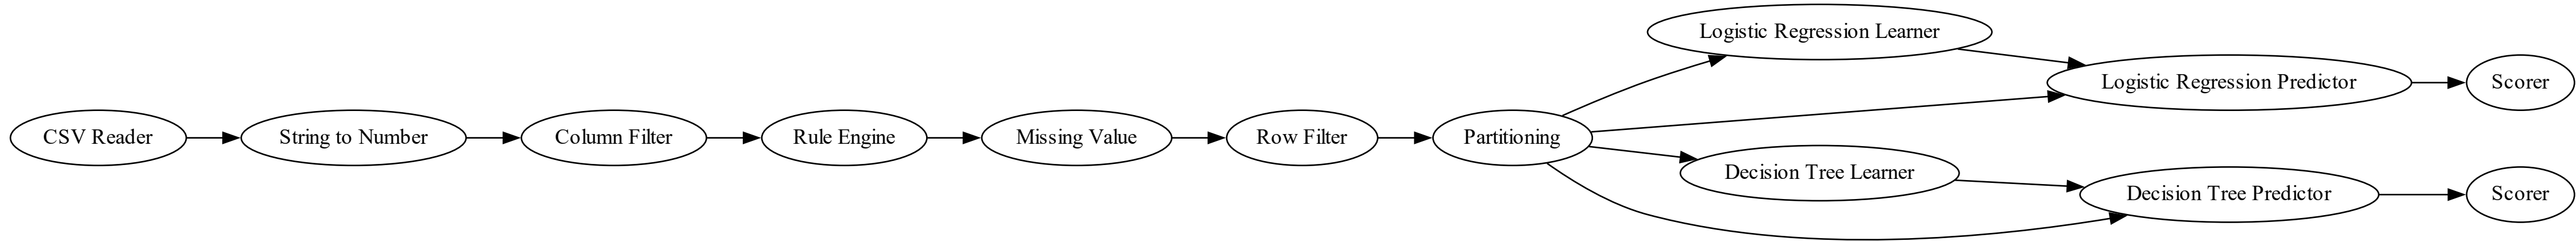 CSV Reader
String to Number
Column Filter
Rule Engine
Missing Value
Row Filter
Partitioning
Logistic Regression Learner
Logistic Regression Predictor
Scorer
Decision Tree Learner
Decision Tree Predictor
Scorer